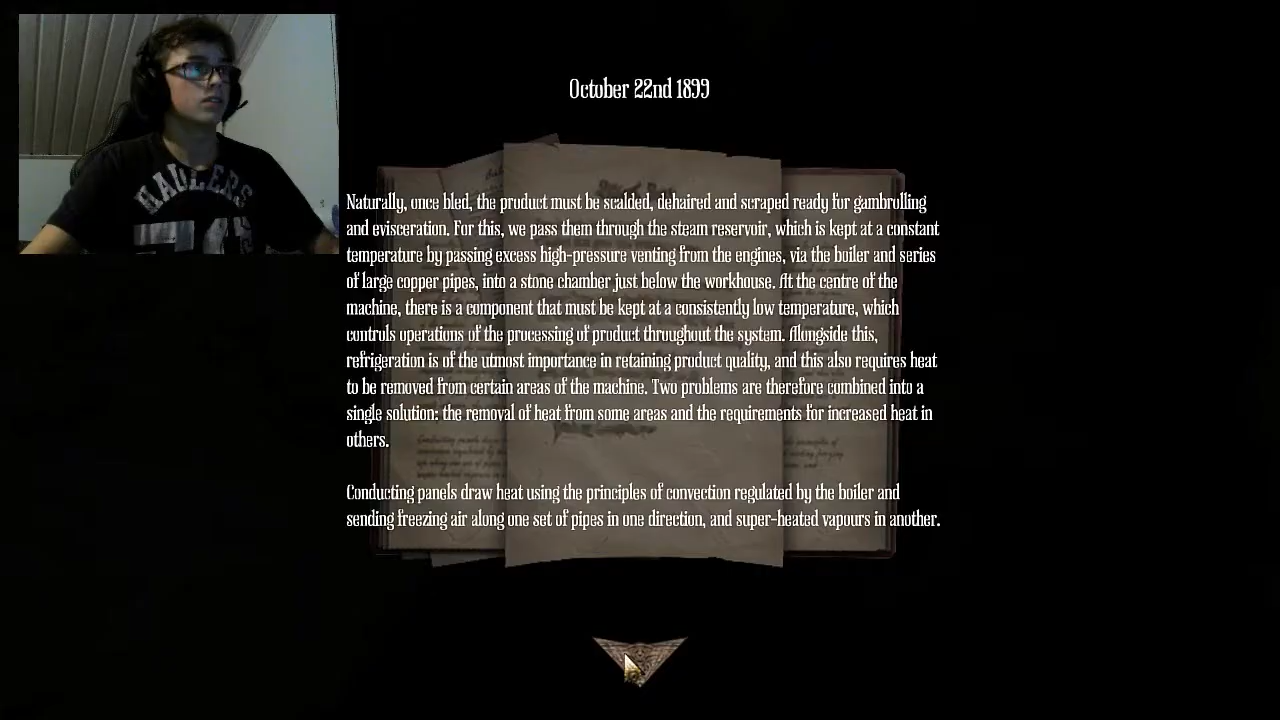 October 22nd 1899
HAULERS
Naturally, once bled, the product must be scalded, dehaired and scraped ready for gambrolling
and evisceration. For this, we pass them through the steam reservoir, which is kept at a constant
temperature by passing excess high-pressure venting from the engines, via the boiler and series
of large copper pipes, into a stone chamber just below the workhouse. At the centre of the
machine, there is a component that must be kept at a consistently low temperature, which
controls operations of the processing of product throughout the system. Alongside this,
refrigeration is of the utmost importance in retaining product quality, and this also requires heat
to be removed from certain areas of the machine. Two problems are therefore combined into a
single solution: the removal of heat from some areas and the requirements for increased heat in
others.
Conducting panels draw heat using the principles of convection regulated by the boiler and
sending freezing air along one set of pipes in one direction, and super-heated vapours in another.